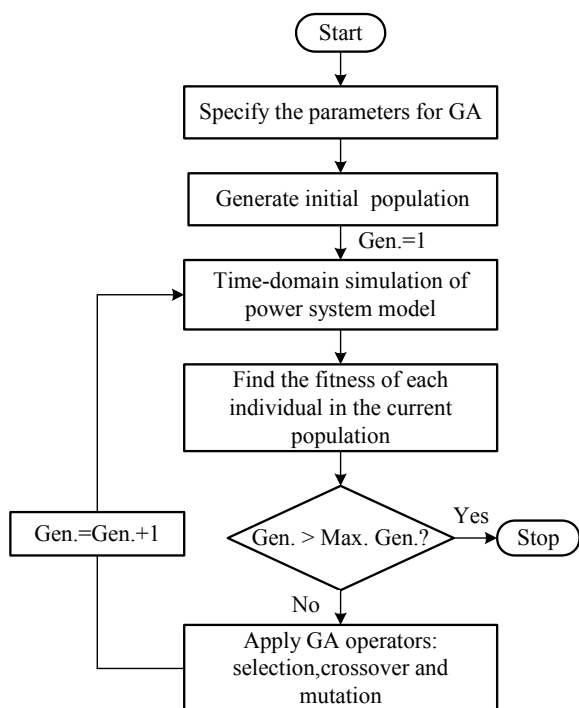 Start
Specify the parameters for GA
Generate initial population
Gen.=1
Time-domain simulation of
power system model
Find the fitness of each
individual in the current
population
Gen. > Max. Gen.?
Yes
Stop
No
Apply GA operators:
selection,crossover and
mutation
Gen.=Gen.+1